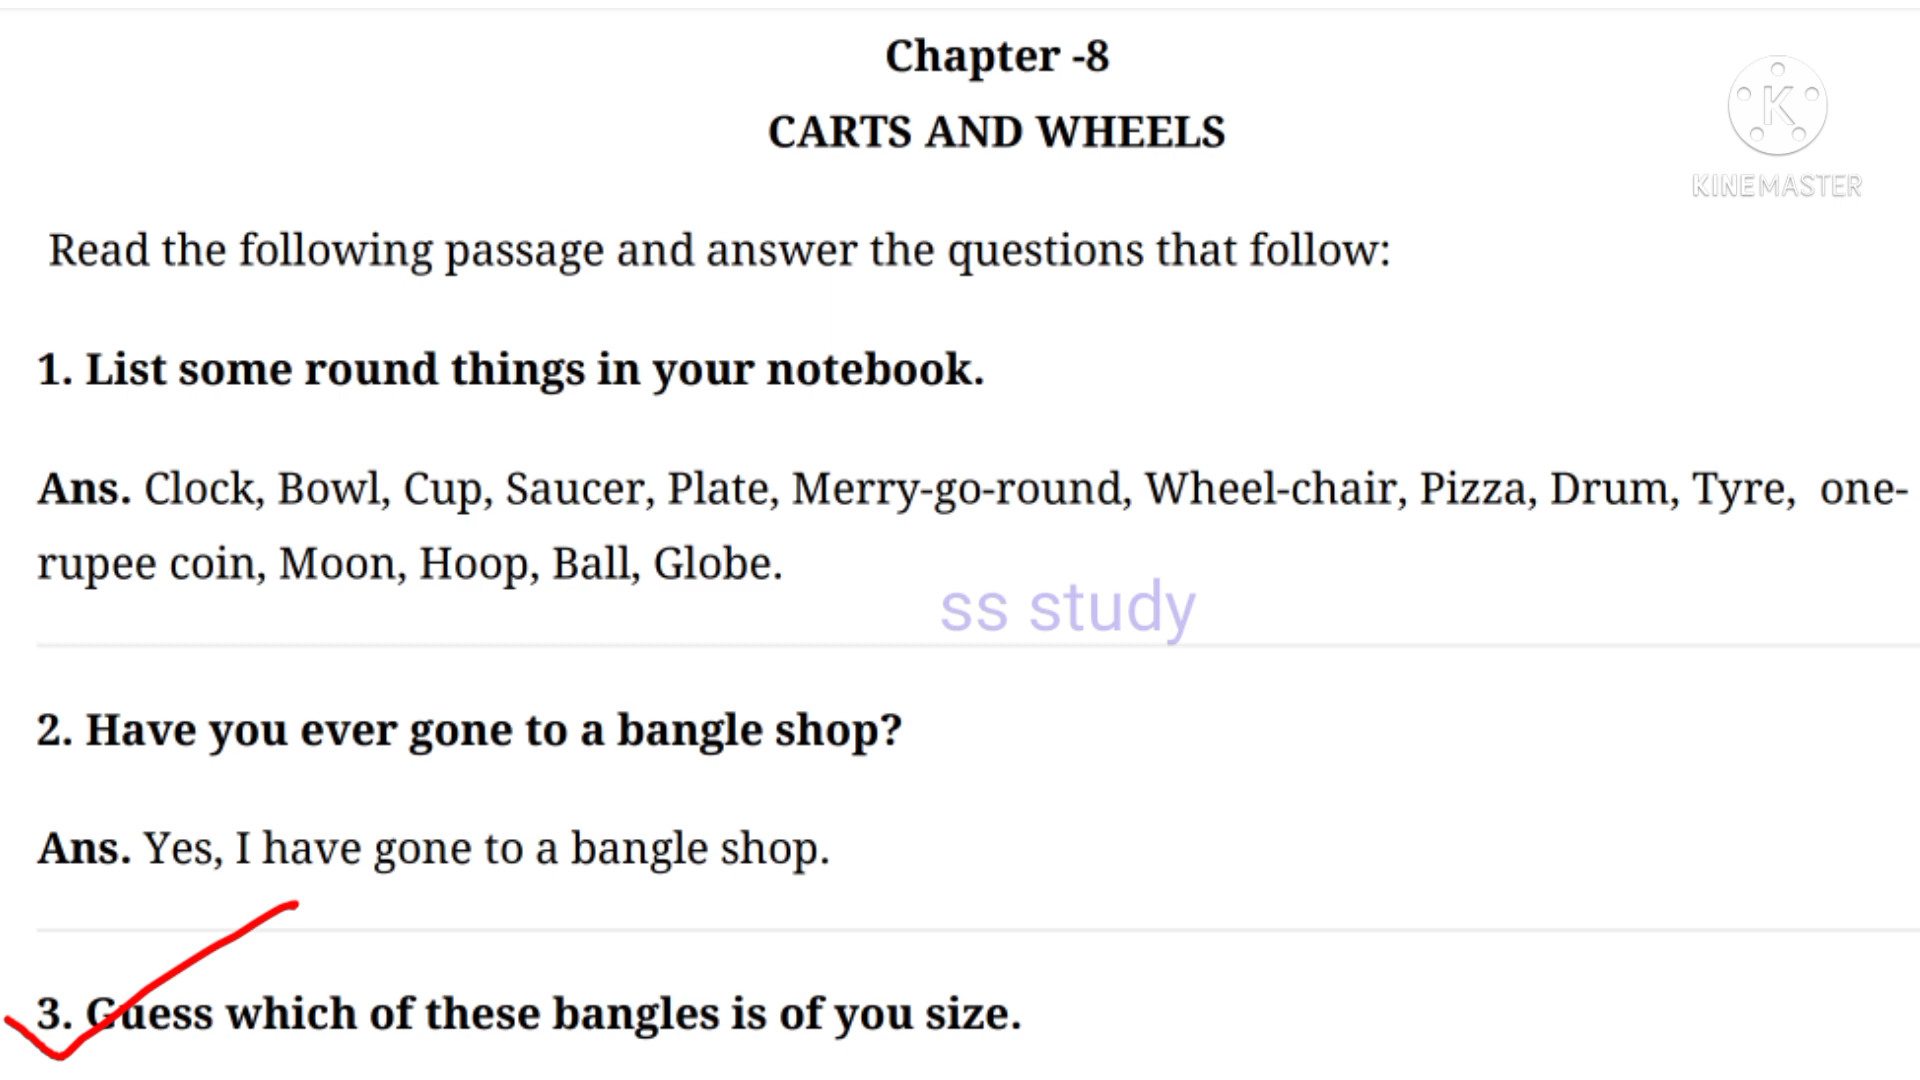 Chapter -8
CARTS AND WHEELS
K
KINEMASTER
Read the following passage and answer the questions that follow:
1. List some round things in your notebook.
Ans. Clock, Bowl, Cup, Saucer, Plate, Merry-go-round, Wheel-chair, Pizza, Drum, Tyre, one-
rupee coin, Moon, Hoop, Ball, Globe.
ss study
2. Have you ever gone to a bangle shop?
Ans. Yes, I have gone to a bangle shop.
3. Guess which of these bangles is of you size.